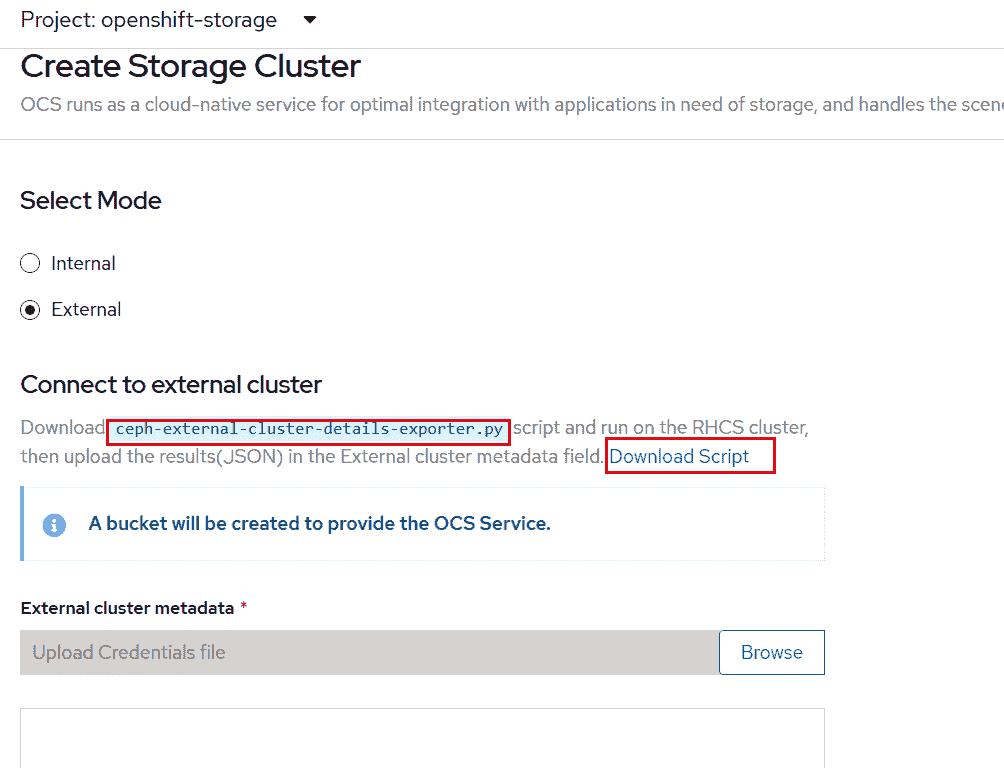 Project: openshift-storage
Create Storage Cluster
OCS runs as a cloud-native service for optimal integration with applications in need of storage, and handles the scen
Select Mode
Internal
External
Connect to external cluster
Download ceph-external-cluster-details-exporter.py script and run on the RHCS cluster,
then upload the results(JSON) in the External cluster metadata field. Download Script
A bucket will be created to provide the OCS Service.
External cluster metadata *
Upload Credentials file
Browse